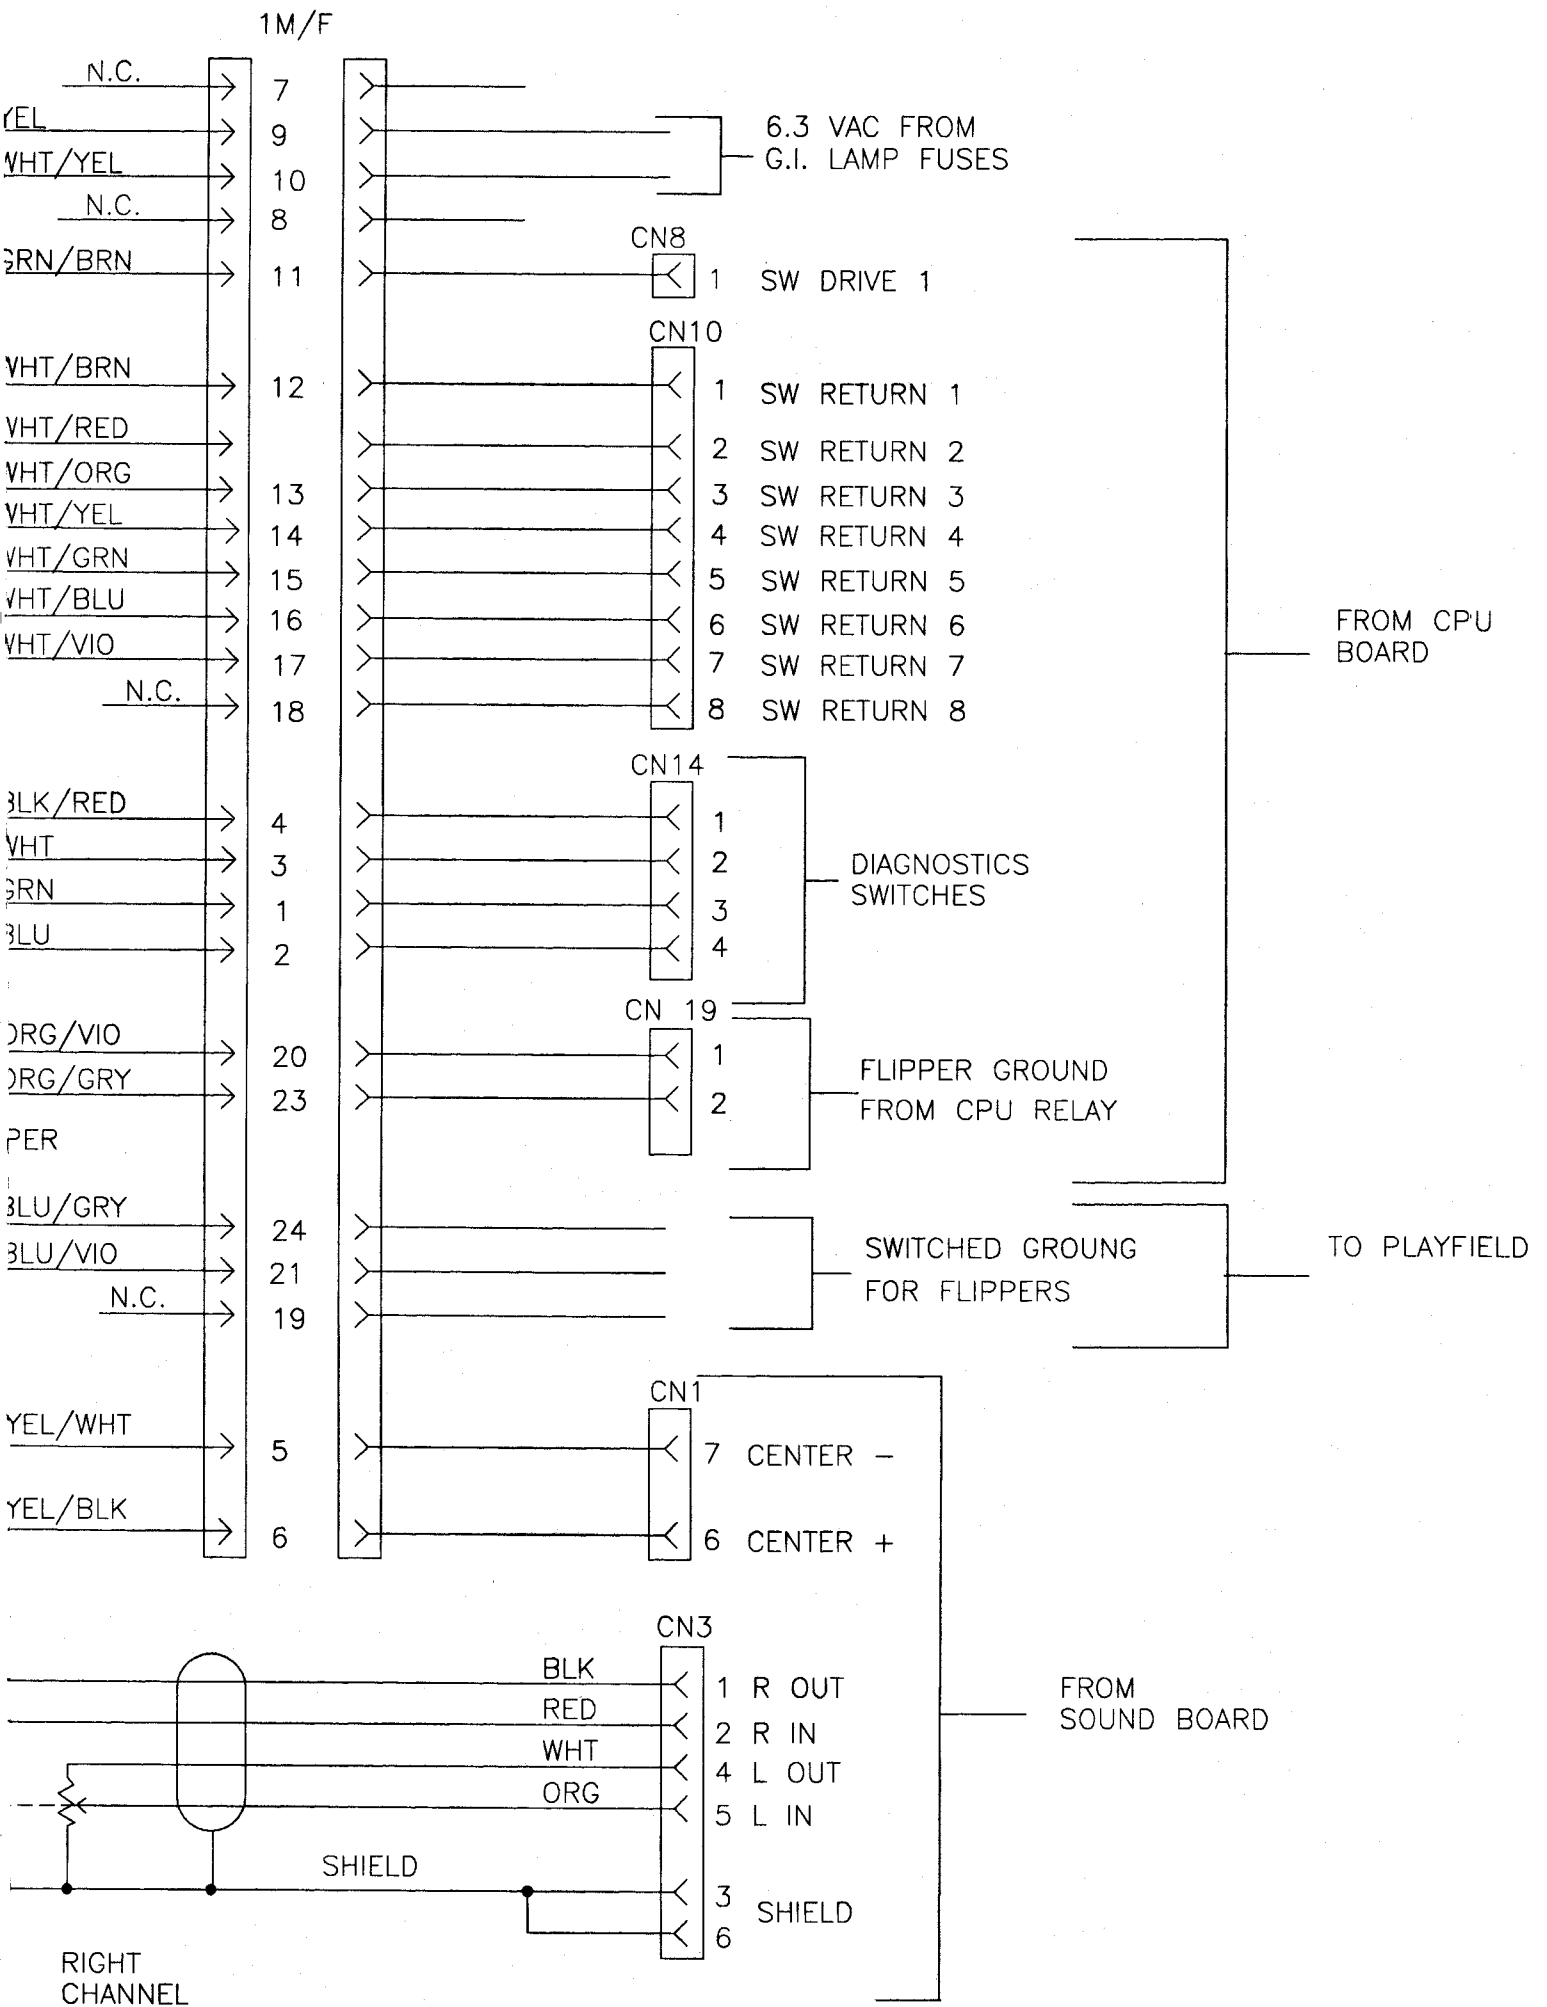 1M/F
N.C. 7
YEL 9
6.3 VAC FROM
G.I. LAMP FUSES
WHT/YEL 10
N.C. 8
CN8
GRN/BRN 11 1 SW DRIVE 1
CN10
WHT/BRN 12 1 SW RETURN 1
WHT/RED 2 SW RETURN 2
WHT/ORG 13 3 SW RETURN 3
WHT/YEL 14 4 SW RETURN 4
WHT/GRN 15 5 SW RETURN 5
WHT/BLU 16 6 SW RETURN 6
WHT/VIO 17 7 SW RETURN 7
N.C. 18 8 SW RETURN 8
FROM CPU
BOARD
CN14
BLK/RED 4 1
WHT 3 2
GRN 1 3
BLU 2 4
DIAGNOSTICS
SWITCHES
CN 19
ORG/VIO 20 1
ORG/GRY 23 2
FLIPPER GROUND
FROM CPU RELAY
PER
BLU/GRY 24
BLU/VIO 21
N.C. 19
SWITCHED GROUNG
FOR FLIPPERS
TO PLAYFIELD
CN1
YEL/WHT 5 7 CENTER -
YEL/BLK 6 6 CENTER +
CN3
BLK 1 R OUT
RED 2 R IN
WHT 4 L OUT
ORG 5 L IN
FROM
SOUND BOARD
SHIELD 3
SHIELD
6
RIGHT
CHANNEL